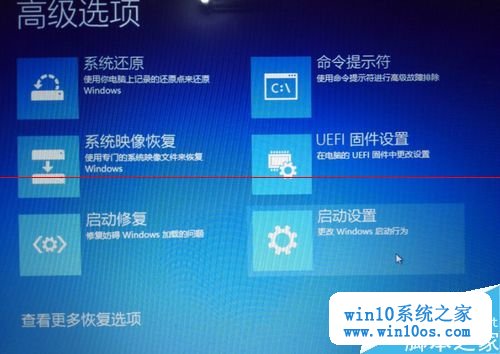 高级选项
系统还原
使用你电脑上记录的还原点来还原
Windows
命令提示符
使用命令提示符进行高级故障排除
C:\
系统映像恢复
使用专门的系统映像文件来恢复
Windows
UEFI 固件设置
在电脑的 UEFI 固件中更改设置
启动修复
修复妨碍 Windows 加载的问题
启动设置
更改 Windows 启动行为
查看更多恢复选项
win10系统之家
www.win10os.com
脚本之家